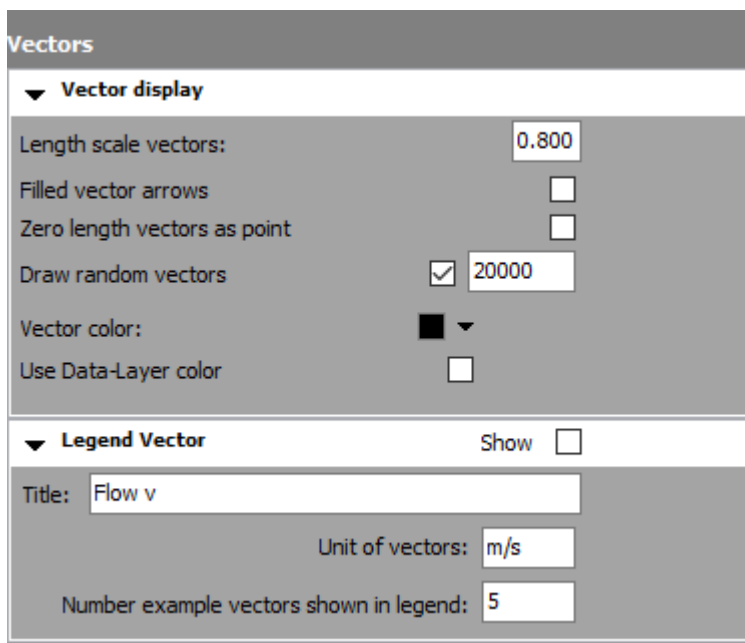 Vectors
Vector display
Length scale vectors: 0.800
Filled vector arrows
Zero length vectors as point
Draw random vectors 20000
Vector color:
Use Data-Layer color
Legend Vector Show
Title: Flow v
Unit of vectors: m/s
Number example vectors shown in legend: 5